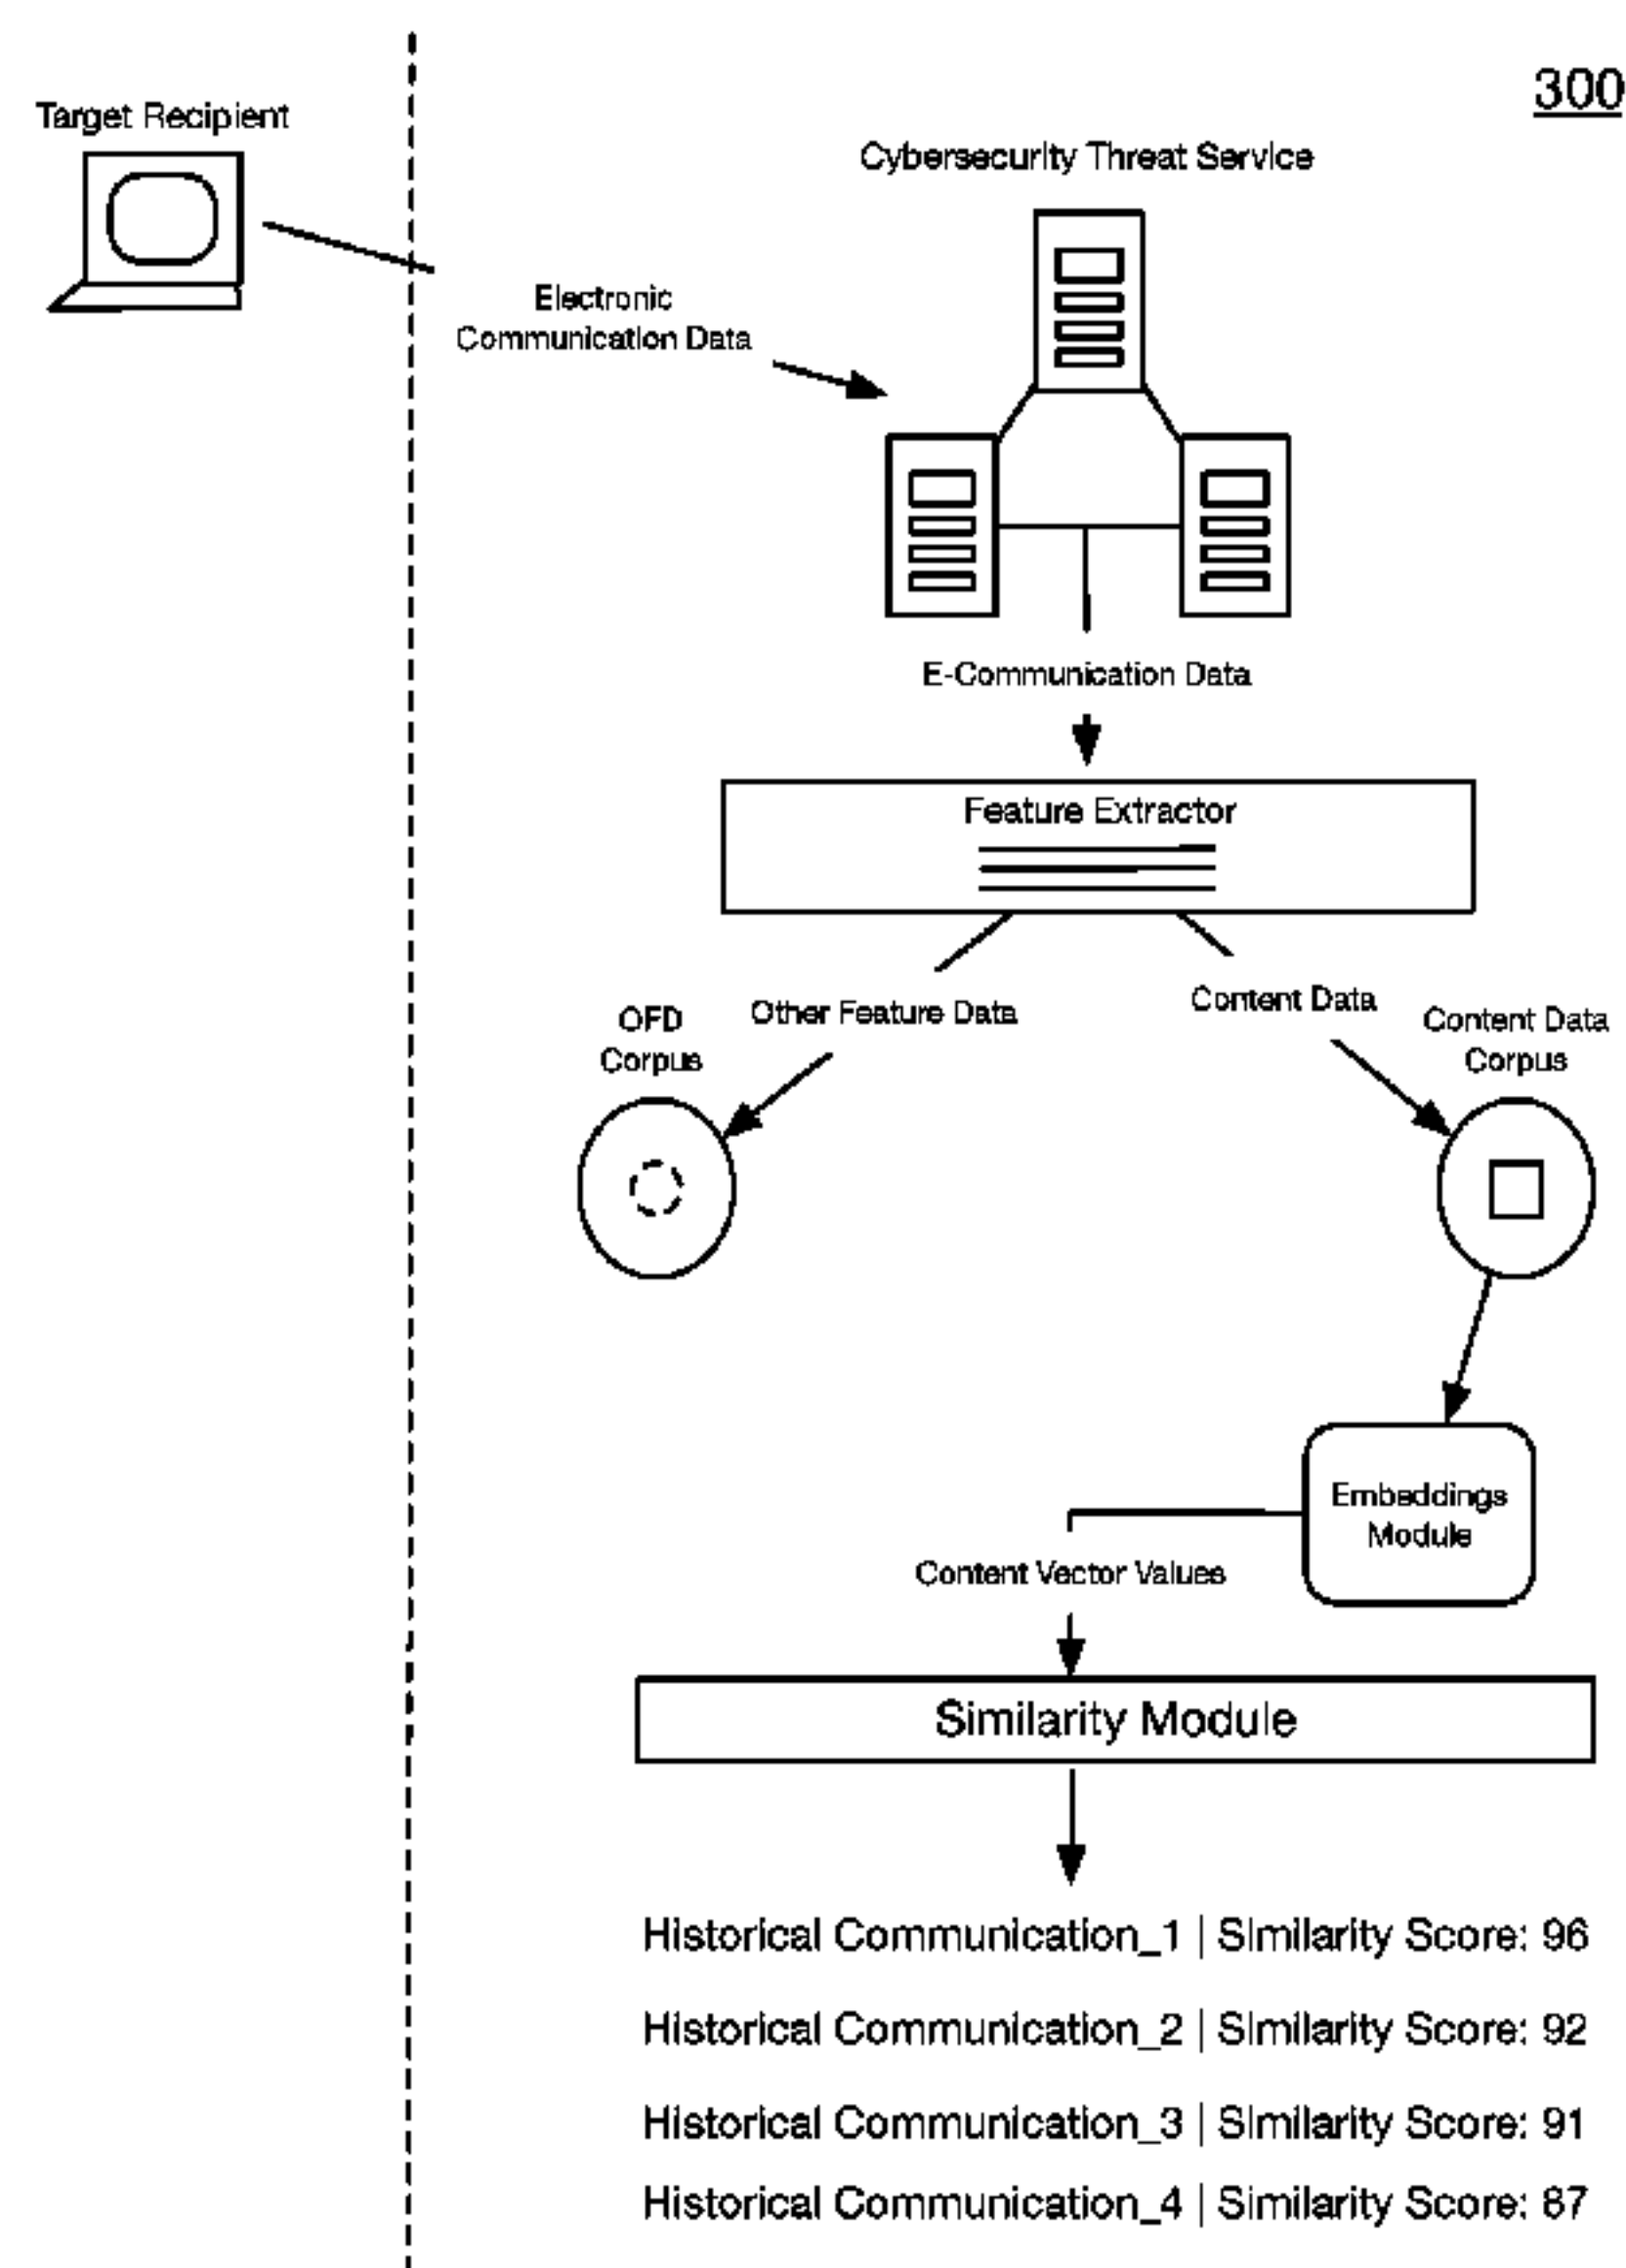 300
Target Recipient
Cybersecurity Threat Service
Electronic
Communication Data
E-Communication Data
Feature Extractor
Other Feature Data
Content Data
OFD
Corpus
Content Data
Corpus
Embeddings
Module
Content Vector Values
Similarity Module
Historical Communication_1 | Similarity Score: 96
Historical Communication_2 | Similarity Score: 92
Historical Communication_3 | Similarity Score: 91
Historical Communication_4 | Similarity Score: 87